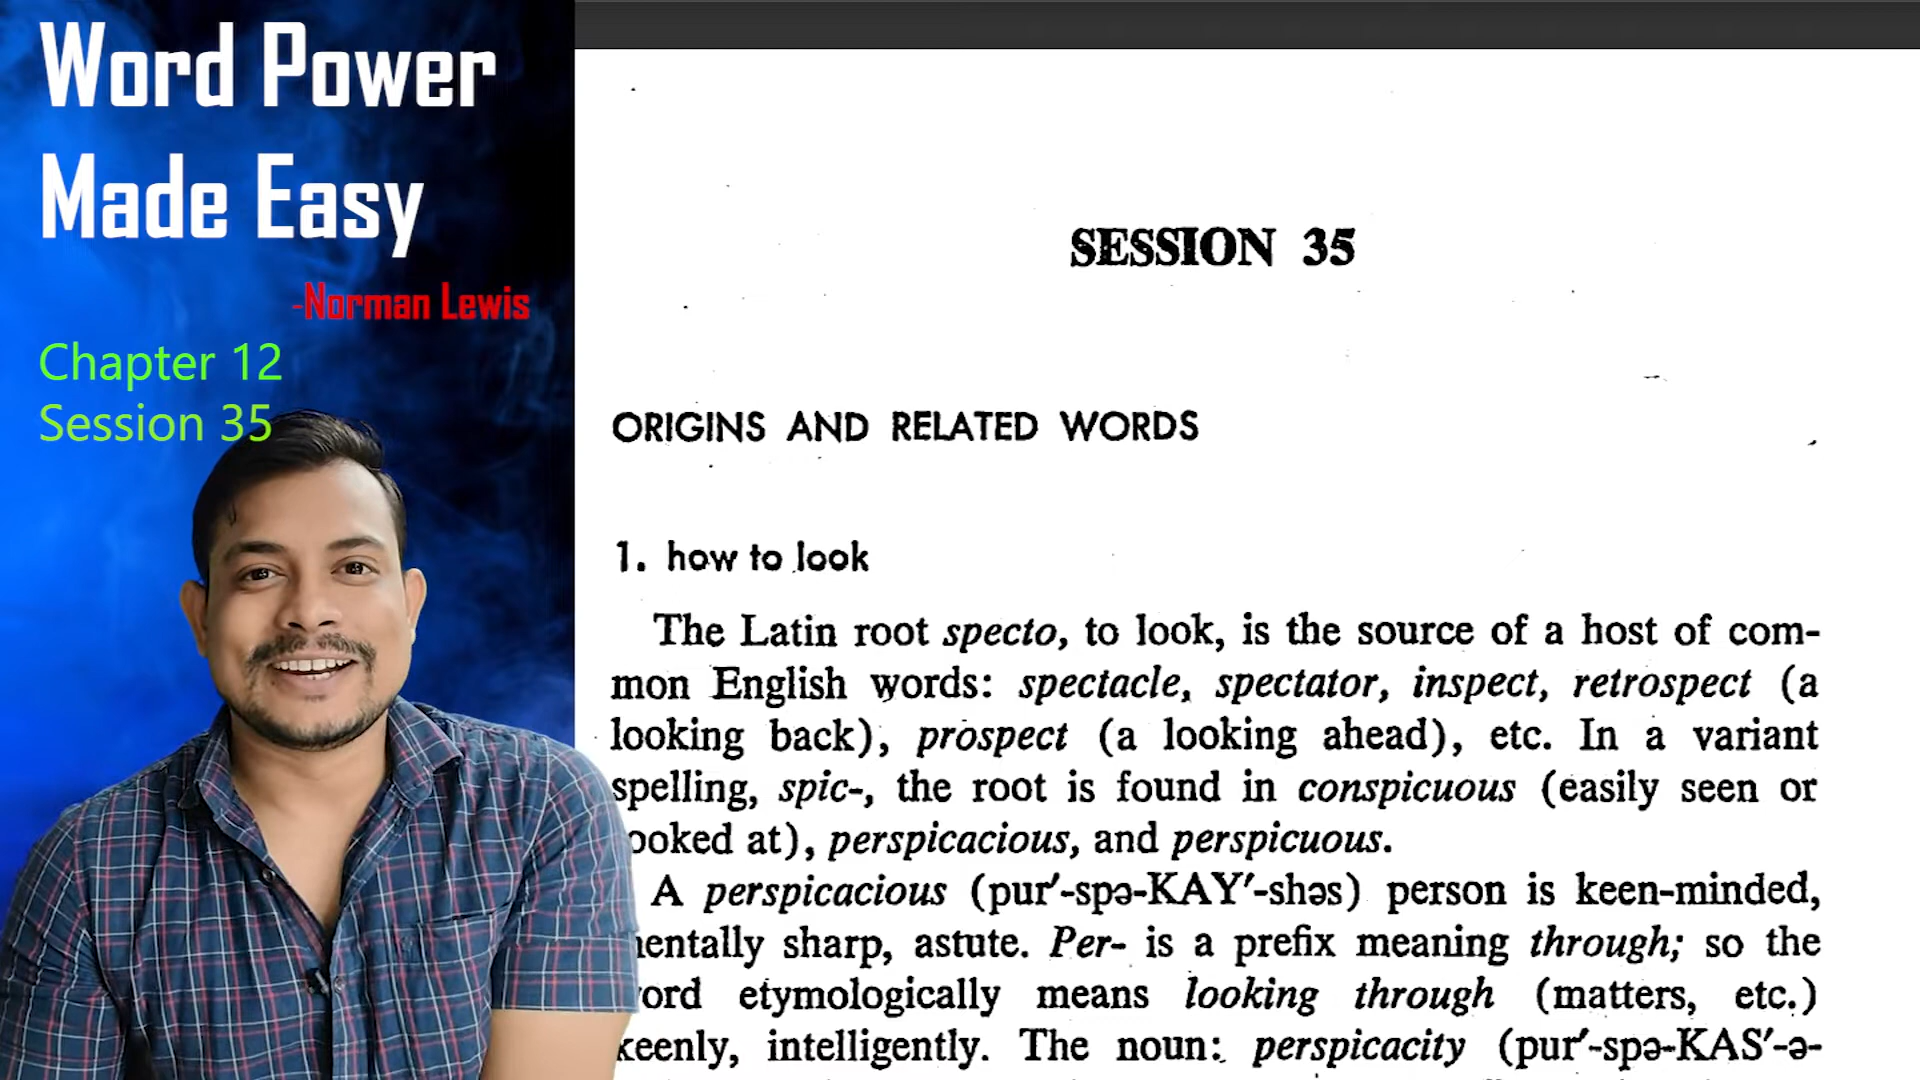 Word Power
Made Easy
-Norman Lewis
Chapter 12
Session 35
SESSION 35
ORIGINS AND RELATED WORDS
1. how to look
The Latin root specto, to look, is the source of a host of com-
mon English words: spectacle, spectator, inspect, retrospect (a
looking back), prospect (a looking ahead), etc. In a variant
spelling, spic-, the root is found in conspicuous (easily seen or
ooked at), perspicacious, and perspicuous.
A perspicacious (pur′-spə-KAY′-shəs) person is keen-minded,
entally sharp, astute. Per- is a prefix meaning through; so the
ord etymologically means looking through (matters, etc.)
keenly, intelligently. The noun: perspicacity (pur′-spə-KAS′-ə-